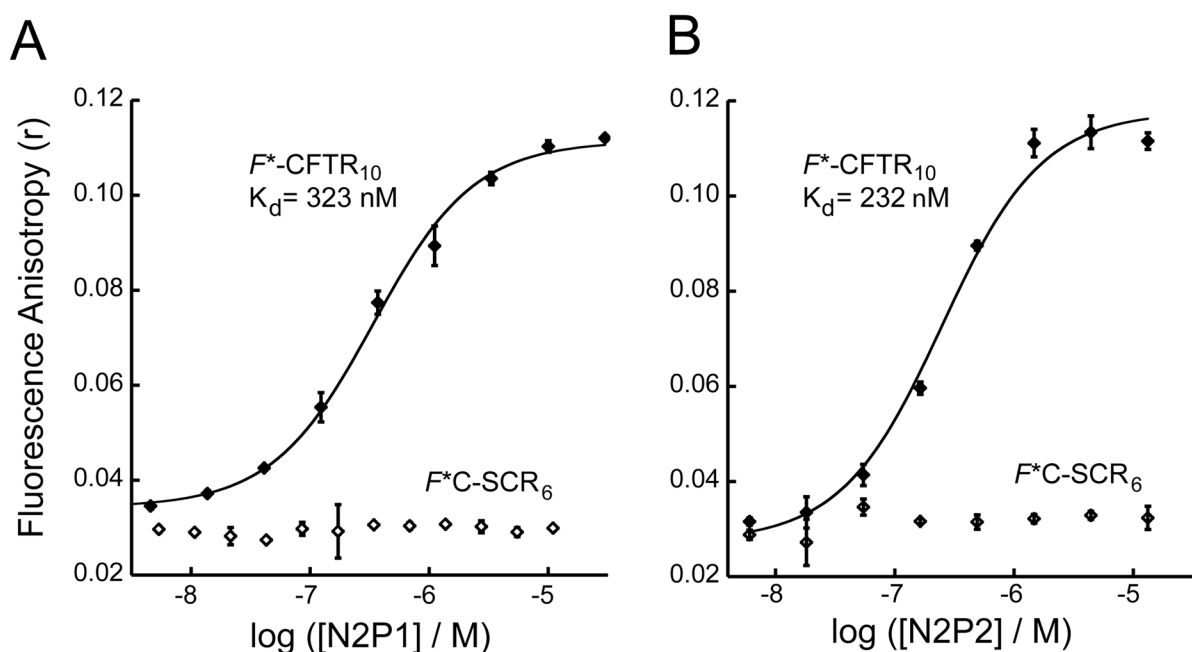 A
Fluorescence Anisotropy (r)
0.12
0.10
0.08
0.06
0.04
0.02
F*-CFTR₁₀
K_d= 323 nM
F*C-SCR₆
-8 -7 -6 -5
log ([N2P1] / M)
B
0.12
0.10
0.08
0.06
0.04
0.02
F*-CFTR₁₀
K_d= 232 nM
F*C-SCR₆
-8 -7 -6 -5
log ([N2P2] / M)